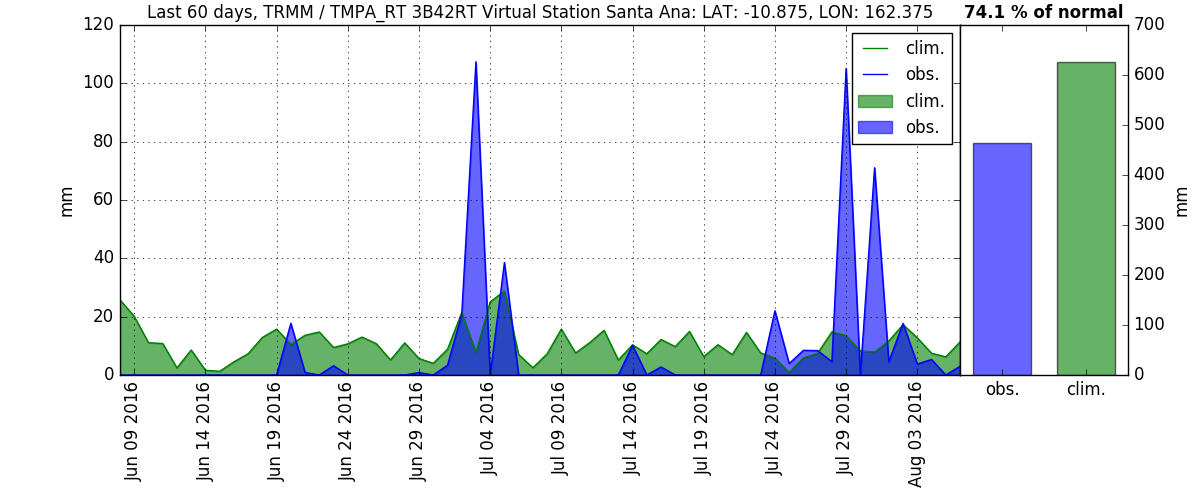 Last 60 days, TRMM / TMPA_RT 3B42RT Virtual Station Santa Ana: LAT: -10.875, LON: 162.375
74.1 % of normal
120
100
80
60
40
20
0
mm
clim.
obs.
clim.
obs.
Jun 09 2016
Jun 14 2016
Jun 19 2016
Jun 24 2016
Jun 29 2016
Jul 04 2016
Jul 09 2016
Jul 14 2016
Jul 19 2016
Jul 24 2016
Jul 29 2016
Aug 03 2016
obs.
clim.
700
600
500
400
300
200
100
0
mm